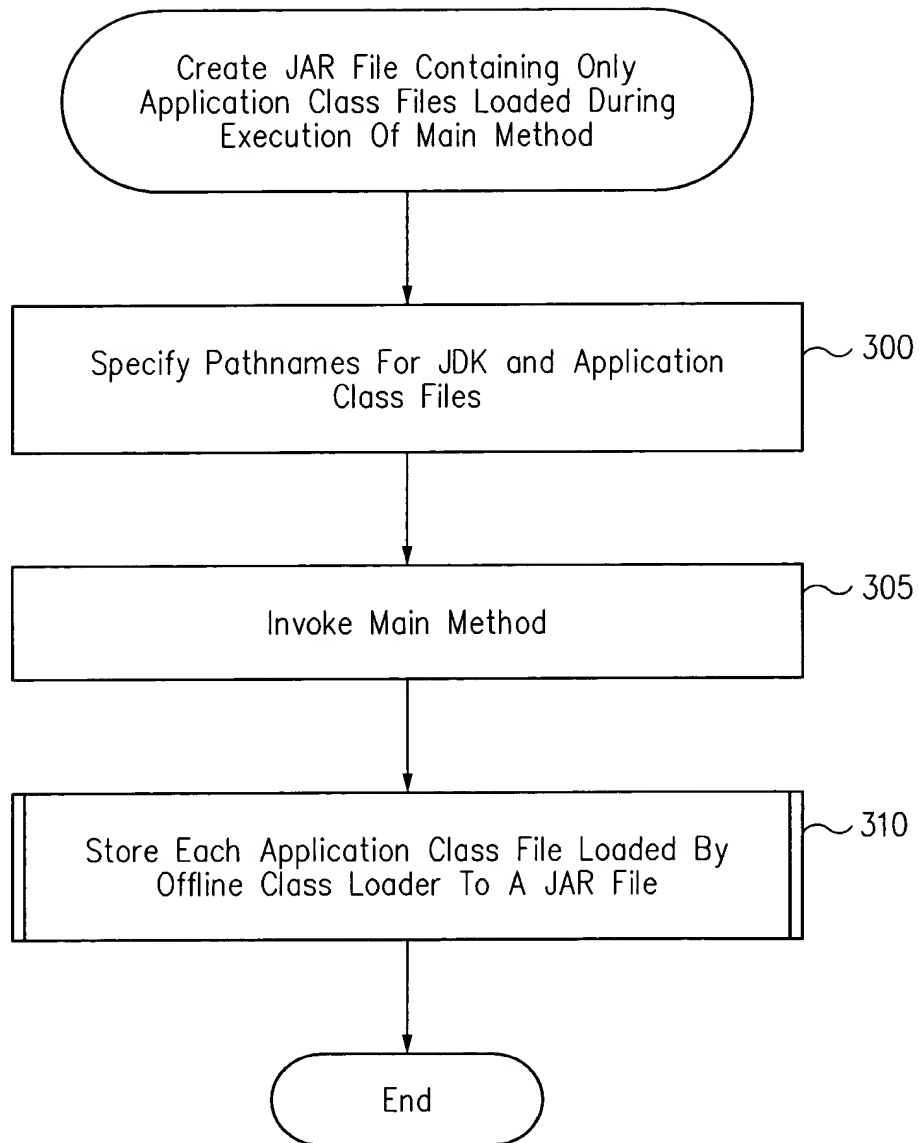 Create JAR File Containing Only
Application Class Files Loaded During
Execution Of Main Method
Specify Pathnames For JDK and Application
Class Files
300
Invoke Main Method
305
Store Each Application Class File Loaded By
Offline Class Loader To A JAR File
310
End